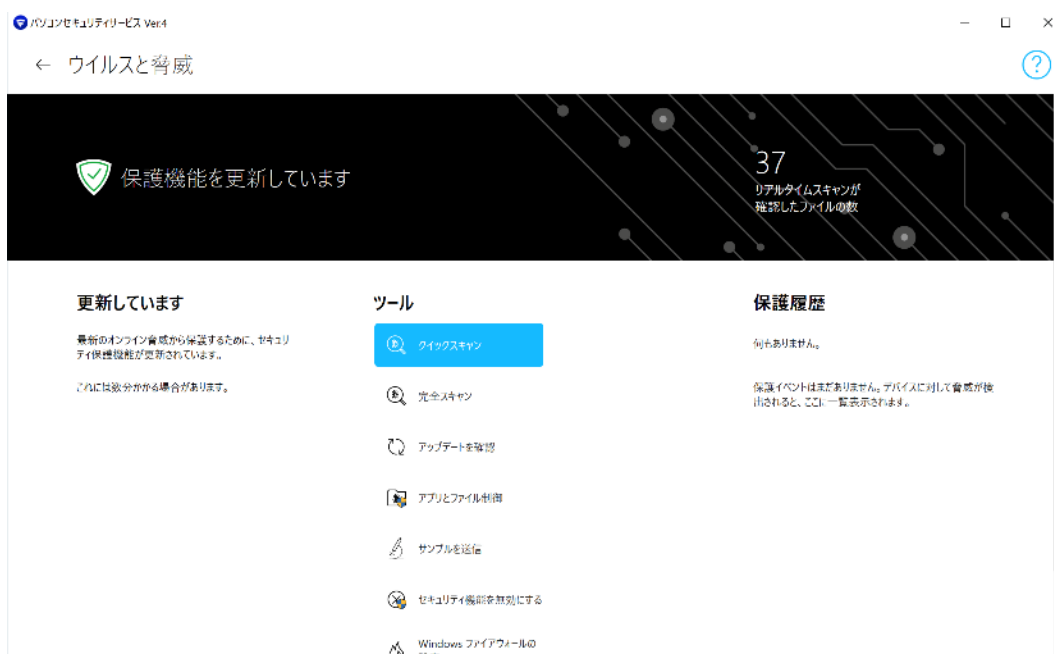 パソコンセキュリティサービス Ver.4
ウイルスと脅威
保護機能を更新しています
37
リアルタイムスキャンが
確認したファイルの数
更新しています
最新のオンライン脅威から保護するために、セキュリ
ティ保護機能が更新されています。
これには数分かかる場合があります。
ツール
クイックスキャン
完全スキャン
アップデートを確認
アプリとファイル制御
サンプルを送信
セキュリティ機能を無効にする
Windows ファイアウォールの
保護履歴
何もありません。
保護イベントはまだありません。デバイスに対して脅威が検
出されると、ここに一覧表示されます。